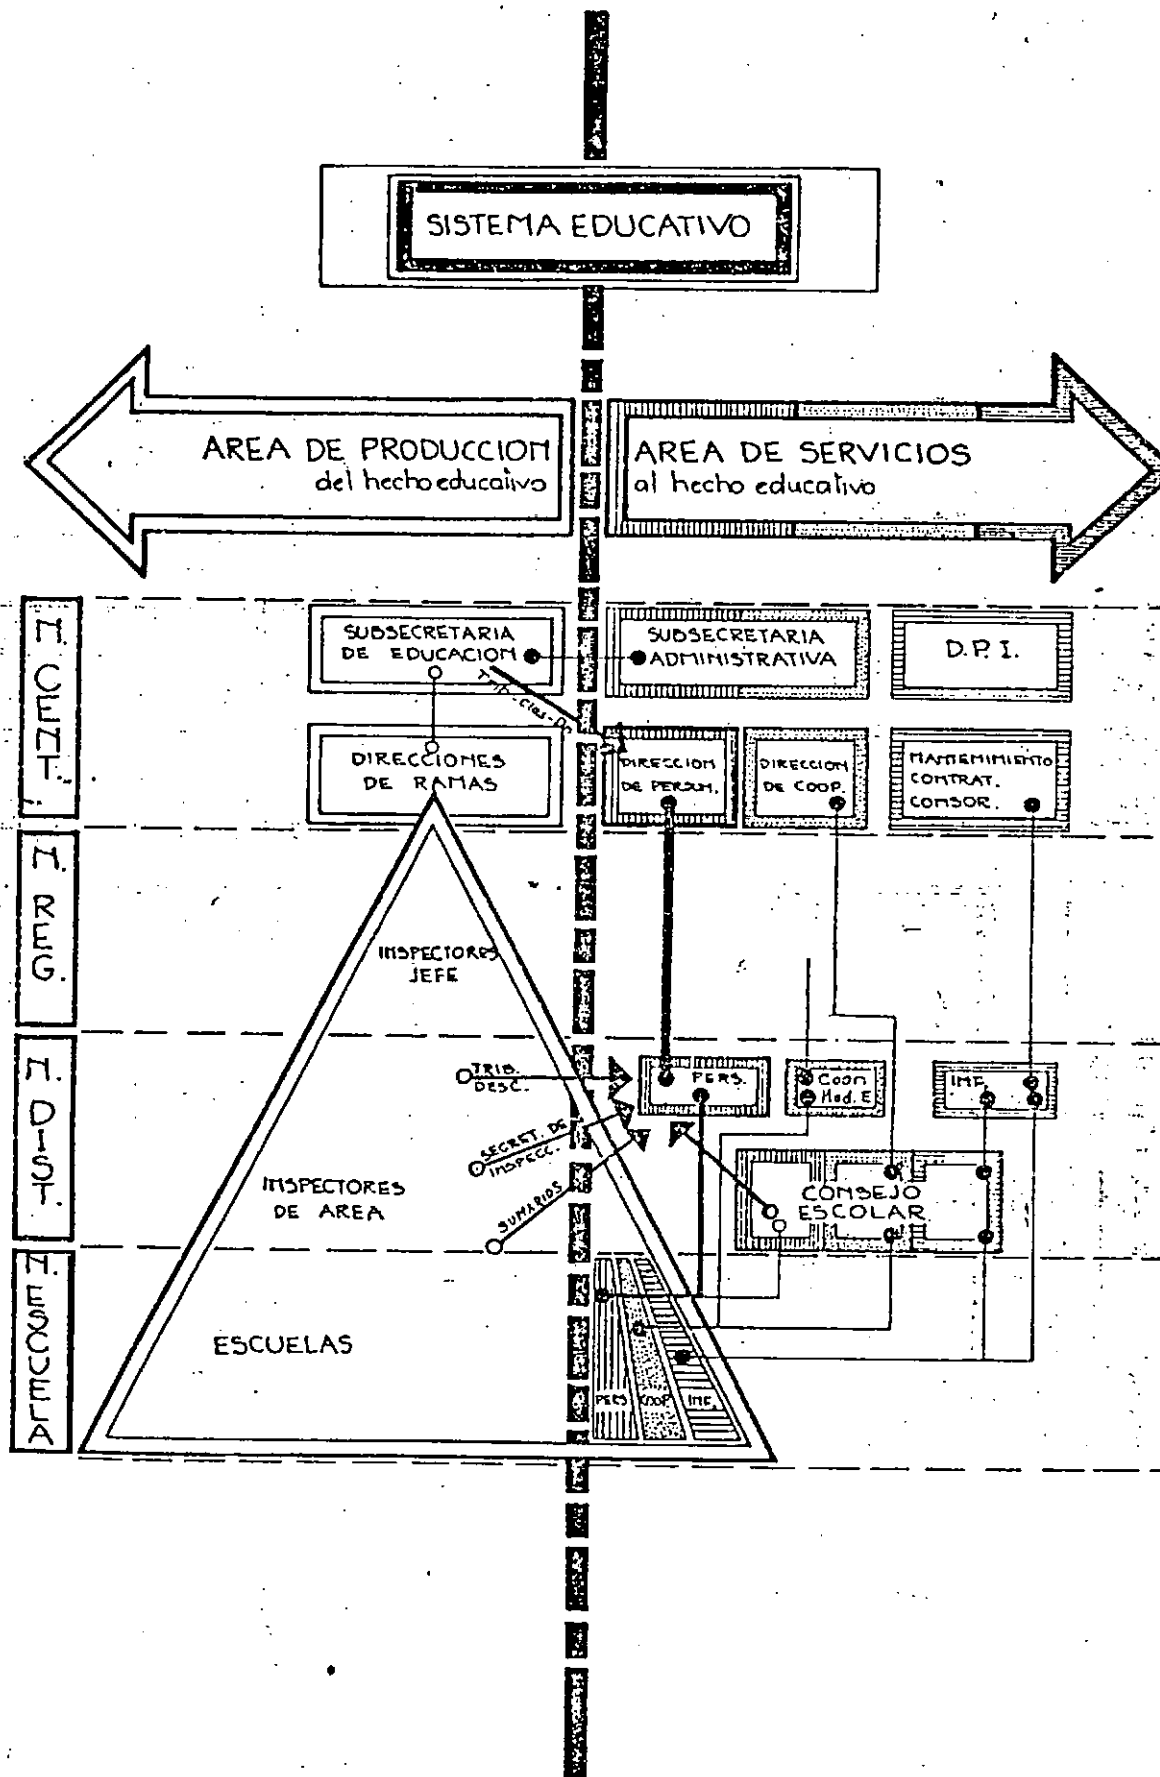 SISTEMA EDUCATIVO
AREA DE PRODUCCION
del hecho educativo
AREA DE SERVICIOS
al hecho educativo
N. CENT.
SUBSECRETARIA
DE EDUCACION
SUBSECRETARIA
ADMINISTRATIVA
D.P.I.
DIRECCIONES
DE RAMAS
DIRECCION
DE PERSON.
DIRECCION
DE COOP.
MANTENIMIENTO
CONTRAT.
CONSOR.
N. REG.
INSPECTORES
JEFE
N. DIST.
TRIB.
DESC.
SECRET. DE
INSPECC.
SUMARIOS
INSPECTORES
DE AREA
PERS.
Coon
Mod. E
INF.
CONSEJO
ESCOLAR
N. ESCUELA
ESCUELAS
PERS
COOP
INF.